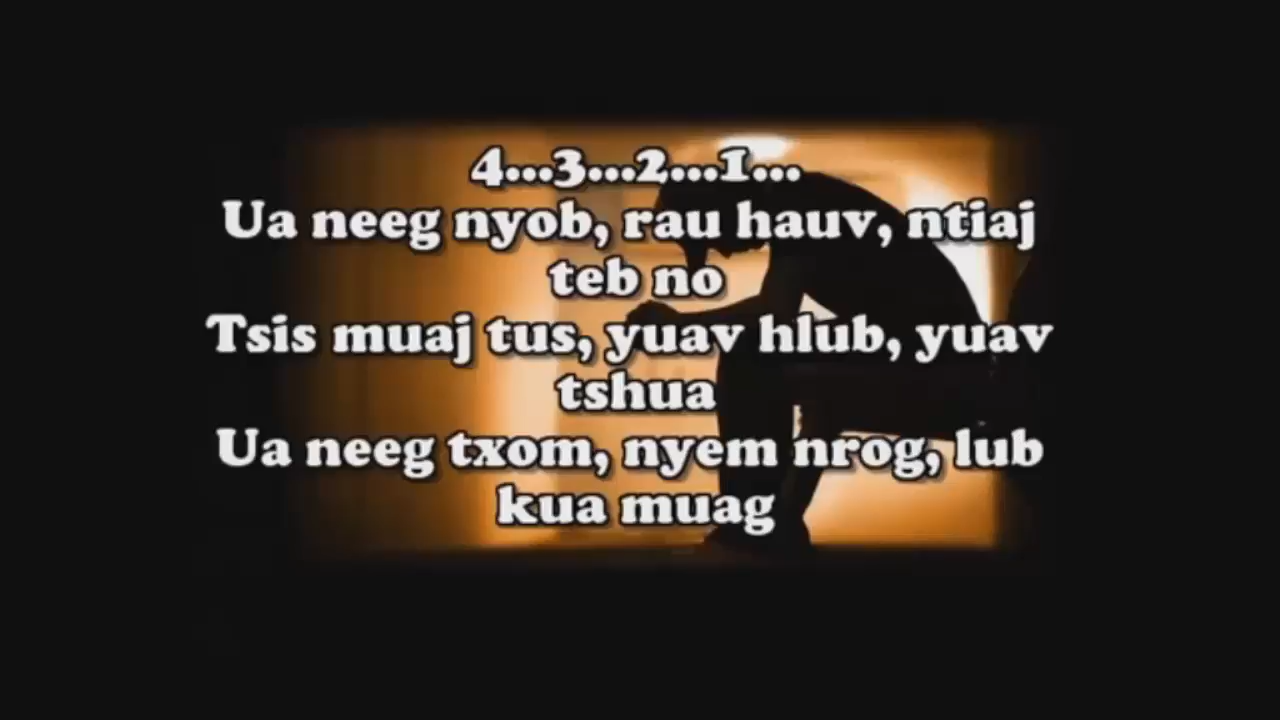 4...3...2...1...
Ua neeg nyob, rau hauv, ntiaj
teb no
Tsis muaj tus, yuav hlub, yuav
tshua
Ua neeg txom, nyem nrog, lub
kua muag